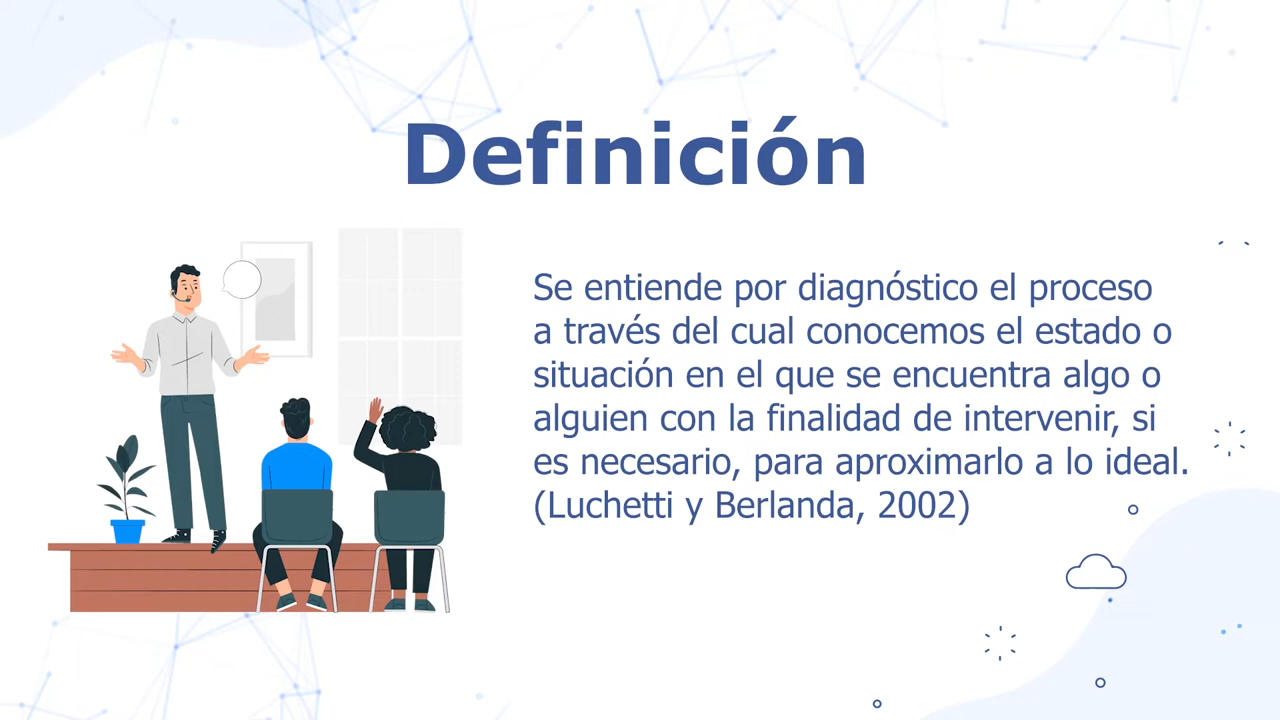 Definición
Se entiende por diagnóstico el proceso
a través del cual conocemos el estado o
situación en el que se encuentra algo o
alguien con la finalidad de intervenir, si
es necesario, para aproximarlo a lo ideal.
(Luchetti y Berlanda, 2002)